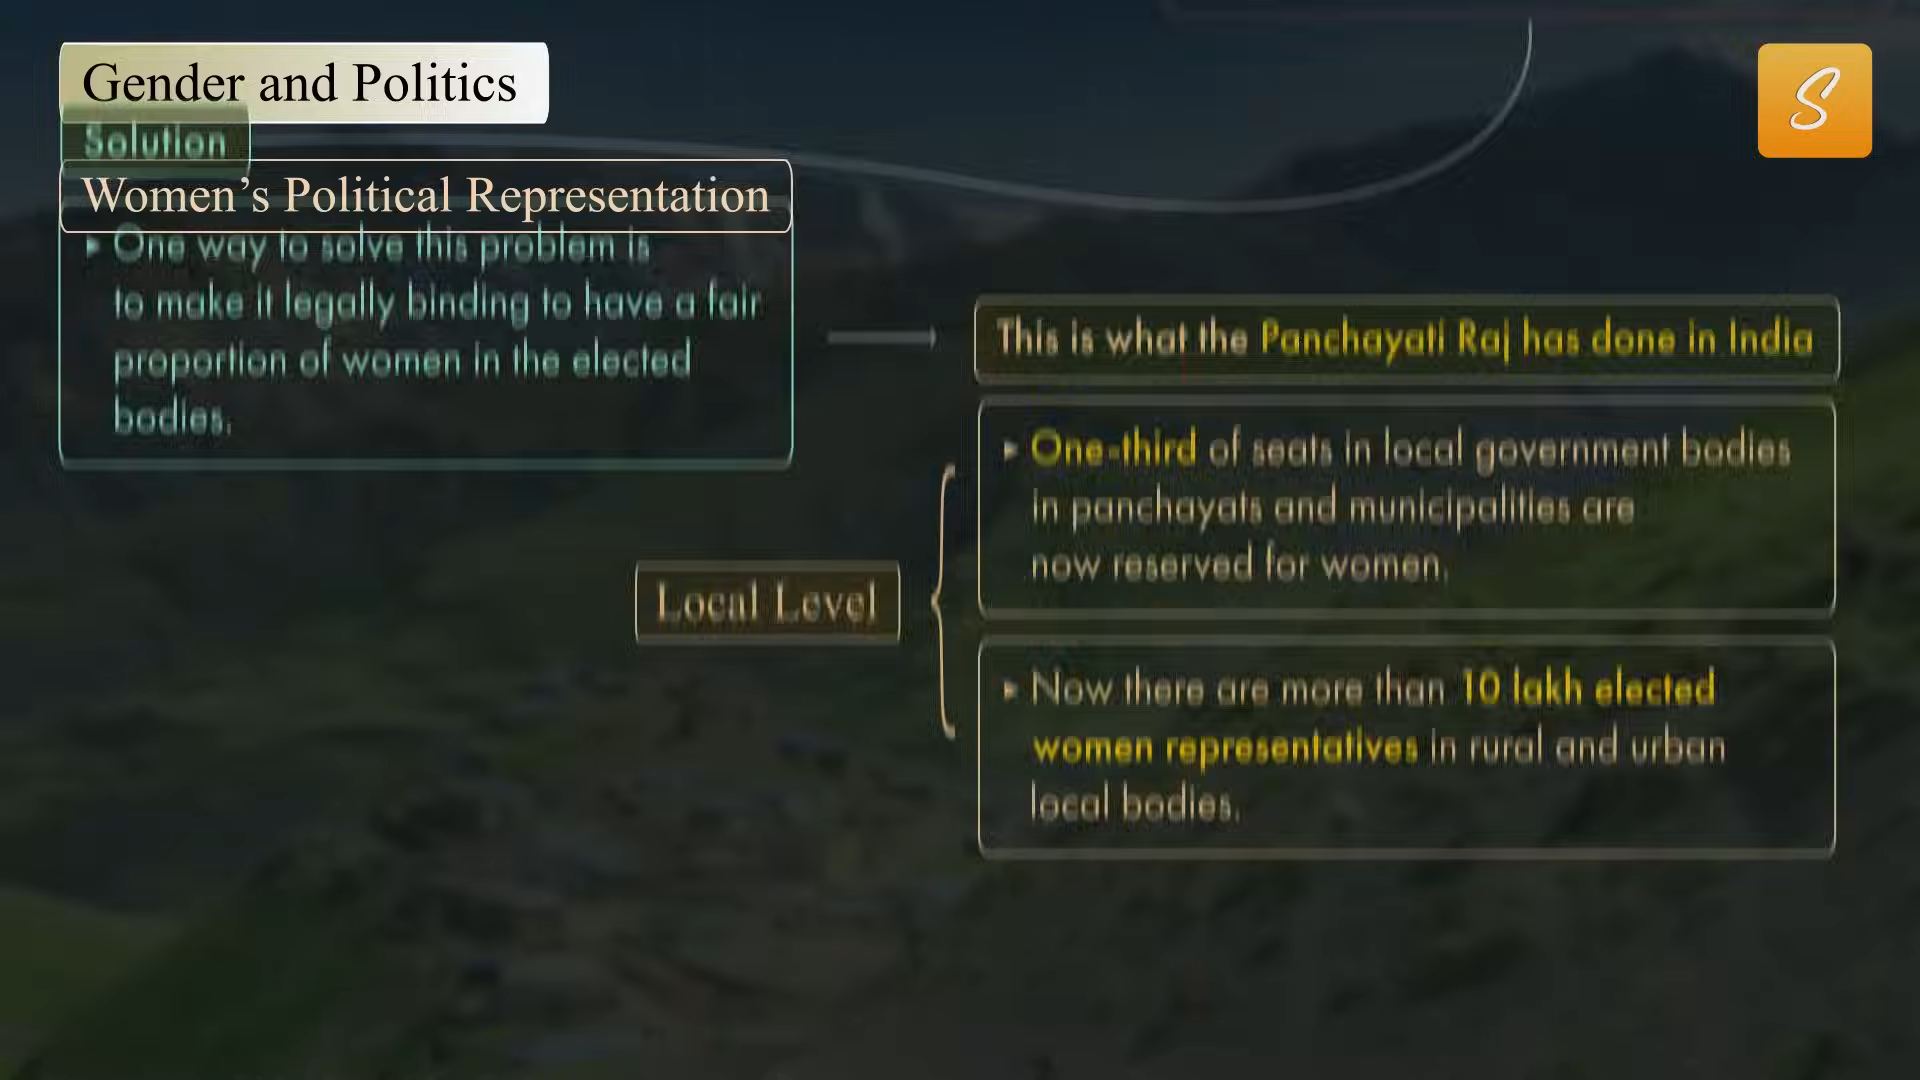 Gender and Politics
S
Solution
Women’s Political Representation
▸ One way to solve this problem is
to make it legally binding to have a fair
proportion of women in the elected
bodies.
This is what the Panchayati Raj has done in India
▸ One-third of seats in local government bodies
in panchayats and municipalities are
now reserved for women.
Local Level
▸ Now there are more than 10 lakh elected
women representatives in rural and urban
local bodies.